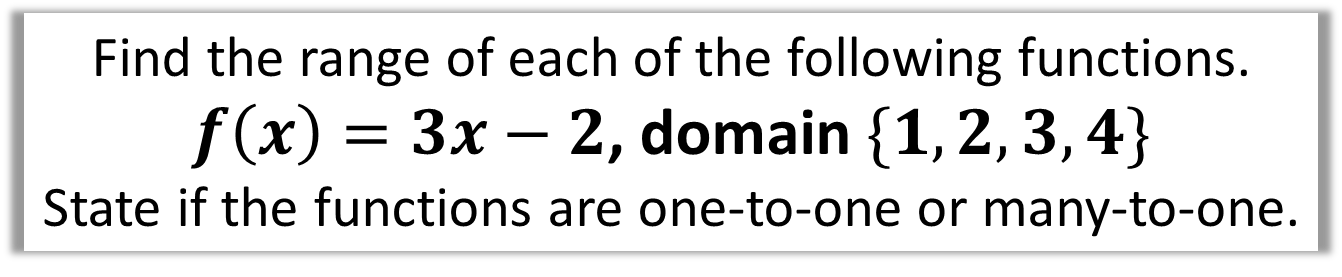 Find the range of each of the following functions.
f(x) = 3x − 2, domain {1, 2, 3, 4}
State if the functions are one-to-one or many-to-one.